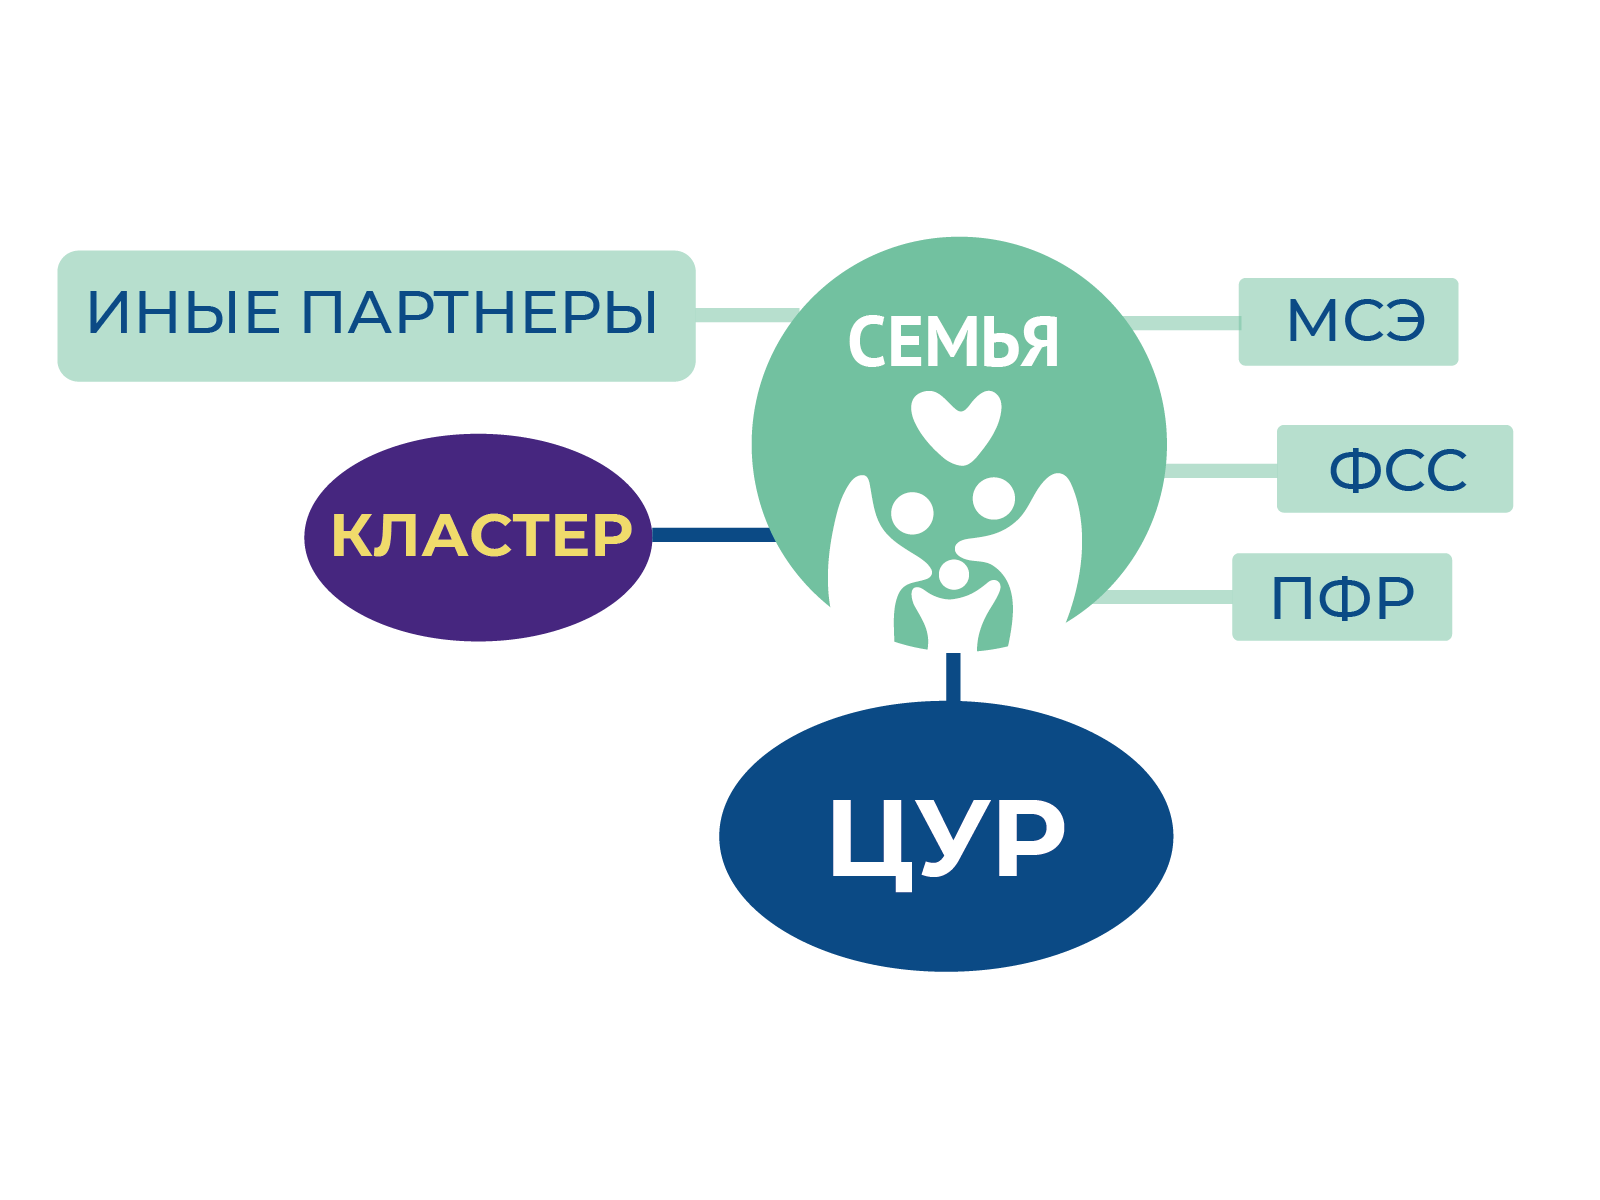 ИНЫЕ ПАРТНЕРЫ
СЕМЬЯ
МСЭ
ФСС
КЛАСТЕР
ПФР
ЦУР